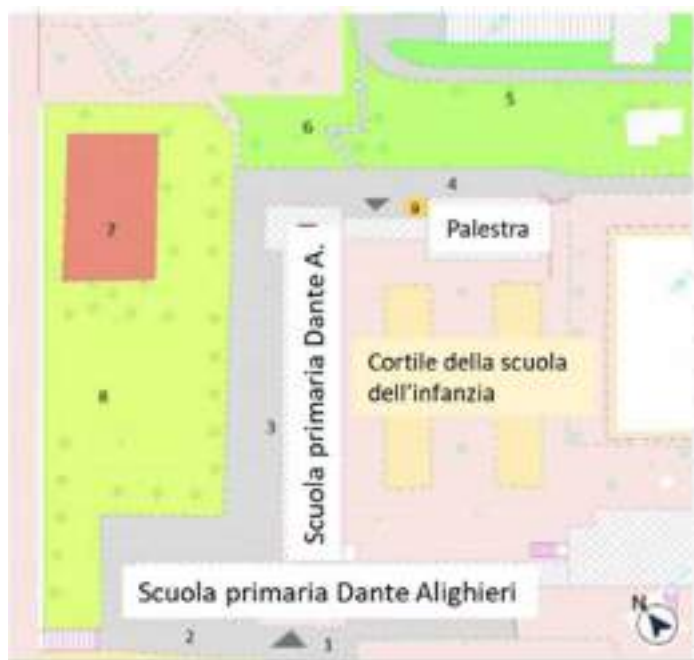 5
6
4
9
7
Palestra
Scuola primaria Dante A.
Cortile della scuola
dell'infanzia
8
3
Scuola primaria Dante Alighieri
N
2
1